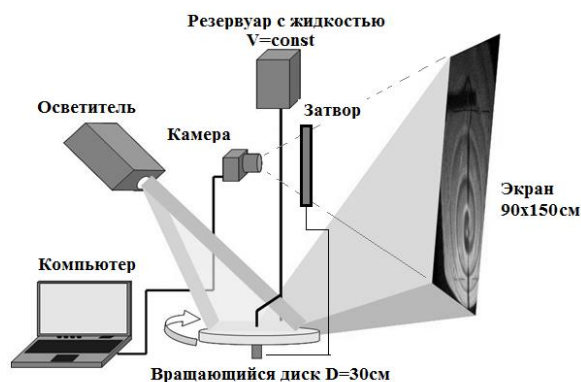 Резервуар с жидкостью
V=const
Осветитель
Затвор
Камера
Экран
90x150см
Компьютер
Вращающийся диск D=30см